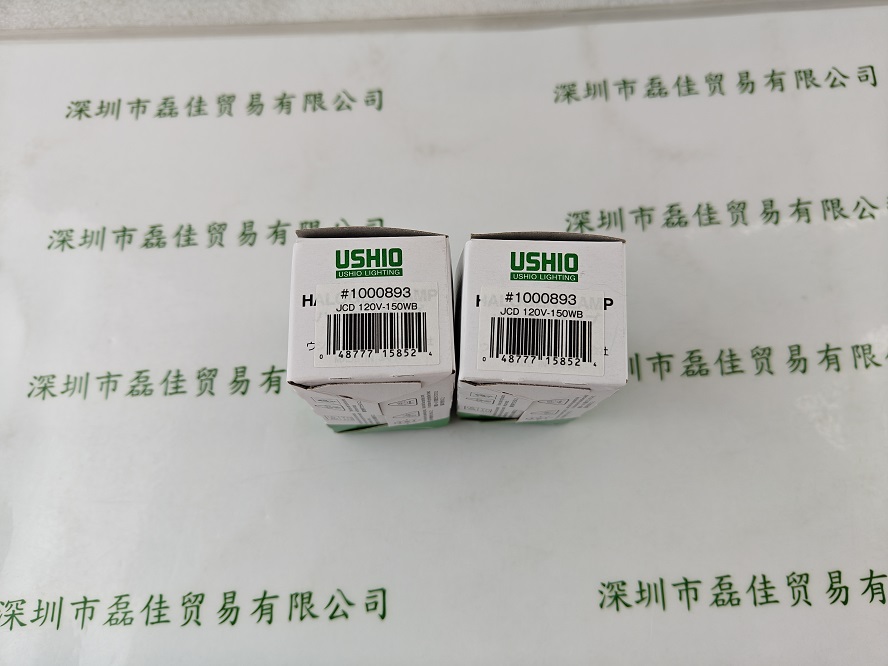 深圳市磊佳贸易有限公司
深圳市磊佳贸易有限公司
深圳市磊佳贸易有限公司
深圳市磊佳贸易有限公司
USHIO
USHIO LIGHTING
#1000893
JCD 120V-150WB
0 48777 15852 4
USHIO
USHIO LIGHTING
#1000893
JCD 120V-150WB
0 48777 15852 4
深圳市磊佳贸易有
市磊佳贸易有限公司
深圳市磊佳贸易有限公司
深圳市磊佳贸易有限公司